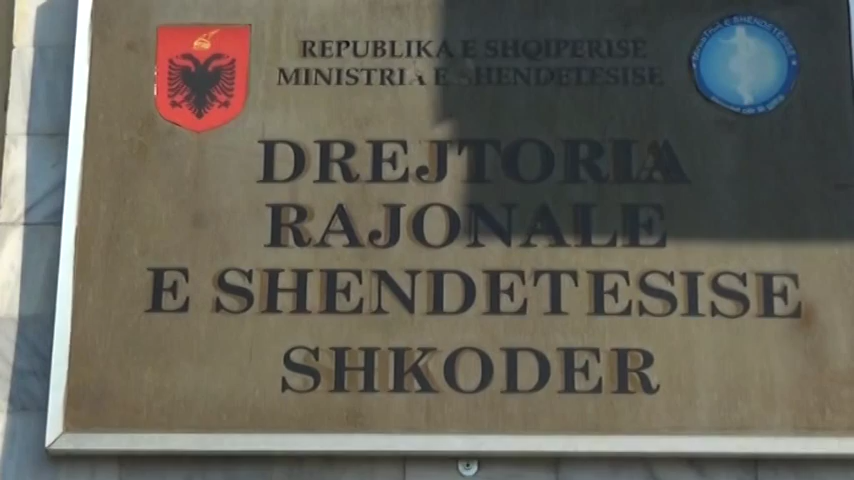 REPUBLIKA E SHQIPERISE
MINISTRIA E SHENDETESISE
DREJTORIA
RAJONALE
E SHENDETESISE
SHKODER